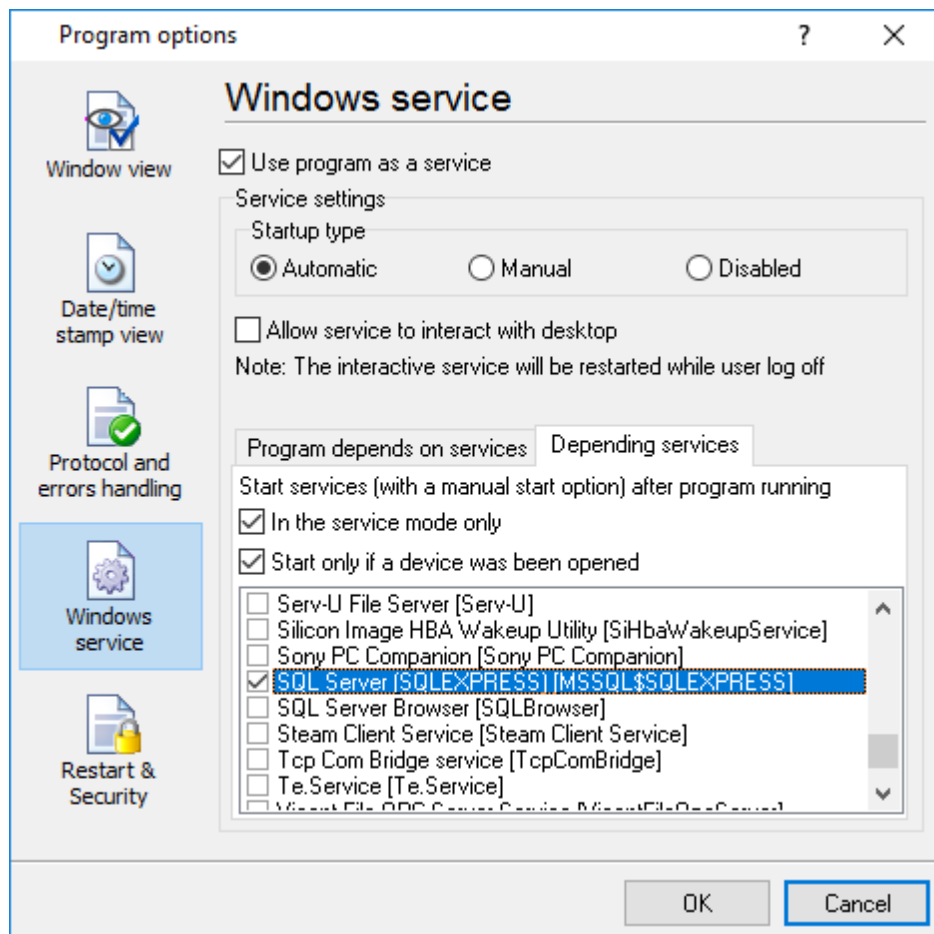 Program options
?
Window view
Date/time
stamp view
Protocol and
errors handling
Windows
service
Restart &
Security
Windows service
Use program as a service
Service settings
Startup type
Automatic
Manual
Disabled
Allow service to interact with desktop
Note: The interactive service will be restarted while user log off
Program depends on services
Depending services
Start services (with a manual start option) after program running
In the service mode only
Start only if a device was been opened
Serv-U File Server [Serv-U]
Silicon Image HBA Wakeup Utility [SiHbaWakeupService]
Sony PC Companion [Sony PC Companion]
SQL Server [SQLEXPRESS] [MSSQL$SQLEXPRESS]
SQL Server Browser [SQLBrowser]
Steam Client Service [Steam Client Service]
Tcp Com Bridge service [TcpComBridge]
Te.Service [Te.Service]
OK
Cancel